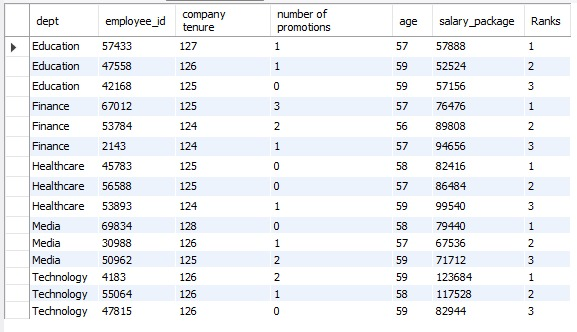 dept employee_id company tenure number of promotions age salary_package Ranks
Education 57433 127 1 57 57888 1
Education 47558 126 1 59 52524 2
Education 42168 125 0 59 57156 3
Finance 67012 125 3 57 76476 1
Finance 53784 124 2 56 89808 2
Finance 2143 124 1 57 94656 3
Healthcare 45783 125 0 58 82416 1
Healthcare 56588 125 0 57 86484 2
Healthcare 53893 124 1 59 99540 3
Media 69834 128 0 58 79440 1
Media 30988 126 1 57 67536 2
Media 50962 125 2 59 71712 3
Technology 4183 126 2 59 123684 1
Technology 55064 126 1 58 117528 2
Technology 47815 126 0 59 82944 3